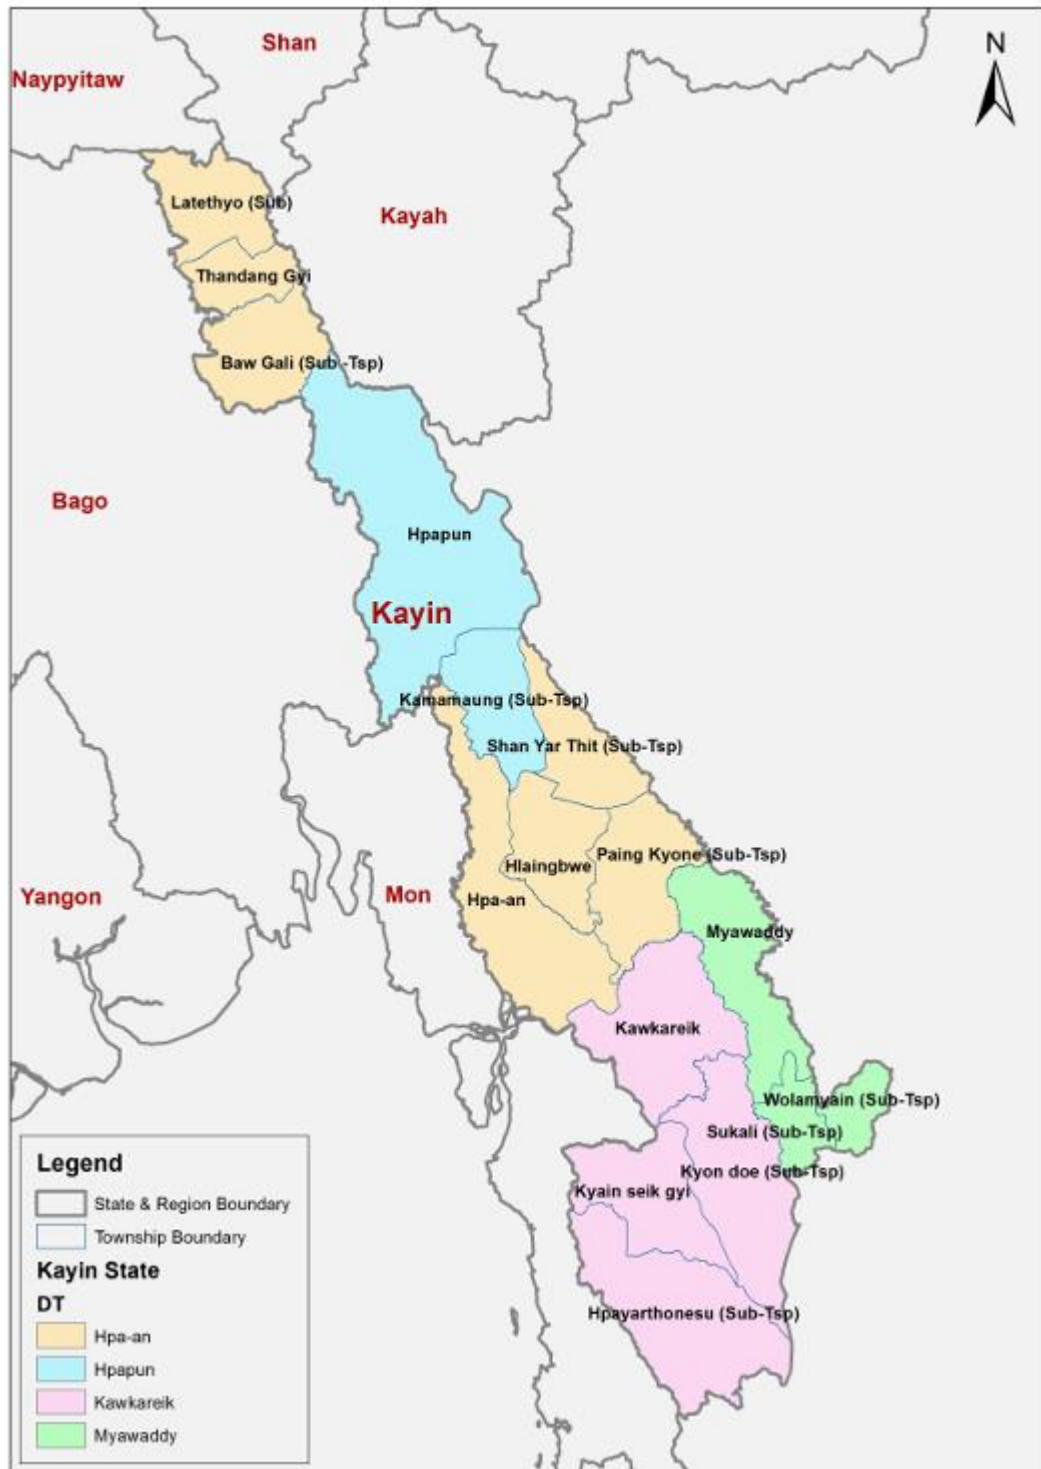 Shan
N
Naypyitaw
Latethyo (Sub)
Kayah
Thandang Gyi
Baw Gali (Sub -Tsp)
Bago
Hpapun
Kayin
Kamamaung (Sub-Tsp)
Shan Yar Thit (Sub-Tsp)
Paing Kyone (Sub-Tsp)
Hlaingbwe
Yangon
Mon
Hpa-an
Myawaddy
Kawkareik
Wolamyain (Sub-Tsp)
Sukali (Sub-Tsp)
Kyon doe (Sub-Tsp)
Kyain seik gyi
Hpayarthonesu (Sub-Tsp)
Legend
State & Region Boundary
Township Boundary
Kayin State
DT
Hpa-an
Hpapun
Kawkareik
Myawaddy